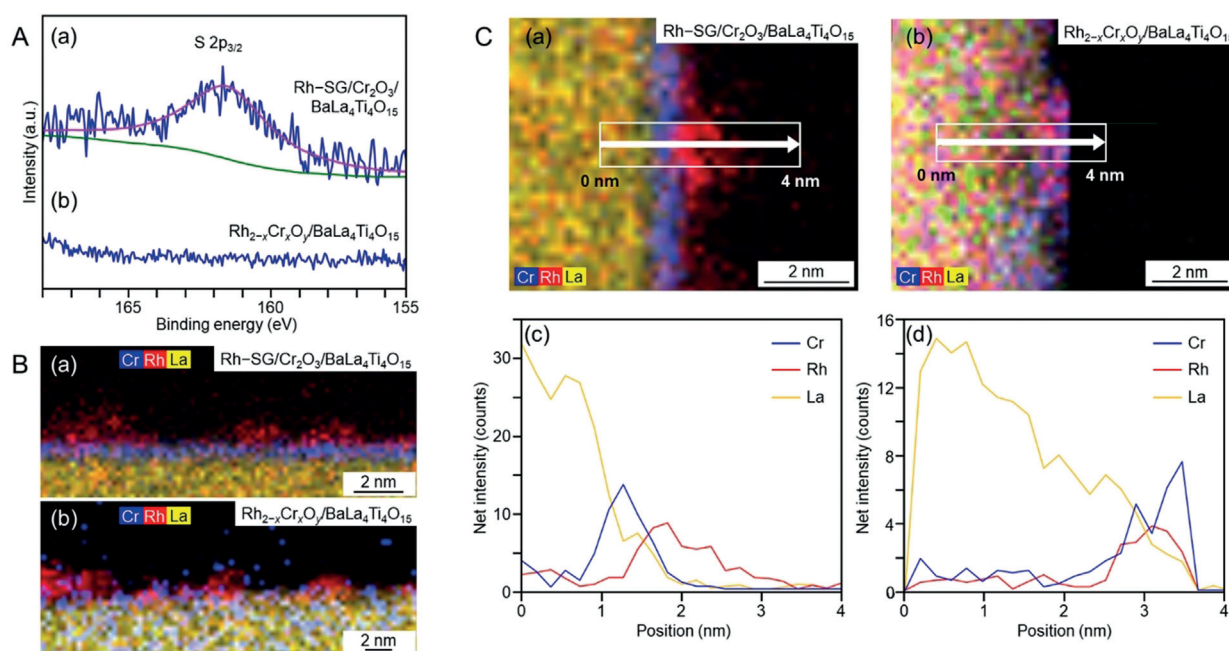 A
(a)
S 2p3/2
Rh–SG/Cr2O3/
BaLa4Ti4O15
(b)
Rh2−xCrxOy/BaLa4Ti4O15
Intensity (a.u.)
165
160
155
Binding energy (eV)
B
(a)
Cr Rh La
Rh–SG/Cr2O3/BaLa4Ti4O15
2 nm
(b)
Cr Rh La
Rh2−xCrxOy/BaLa4Ti4O15
2 nm
C
(a)
Rh–SG/Cr2O3/BaLa4Ti4O15
0 nm
4 nm
Cr Rh La
2 nm
(b)
Rh2−xCrxOy/BaLa4Ti4O15
0 nm
4 nm
Cr Rh La
2 nm
(c)
Cr
Rh
La
Net intensity (counts)
30
20
10
0
0 1 2 3 4
Position (nm)
(d)
Cr
Rh
La
Net intensity (counts)
16
12
8
4
0
0 1 2 3 4
Position (nm)